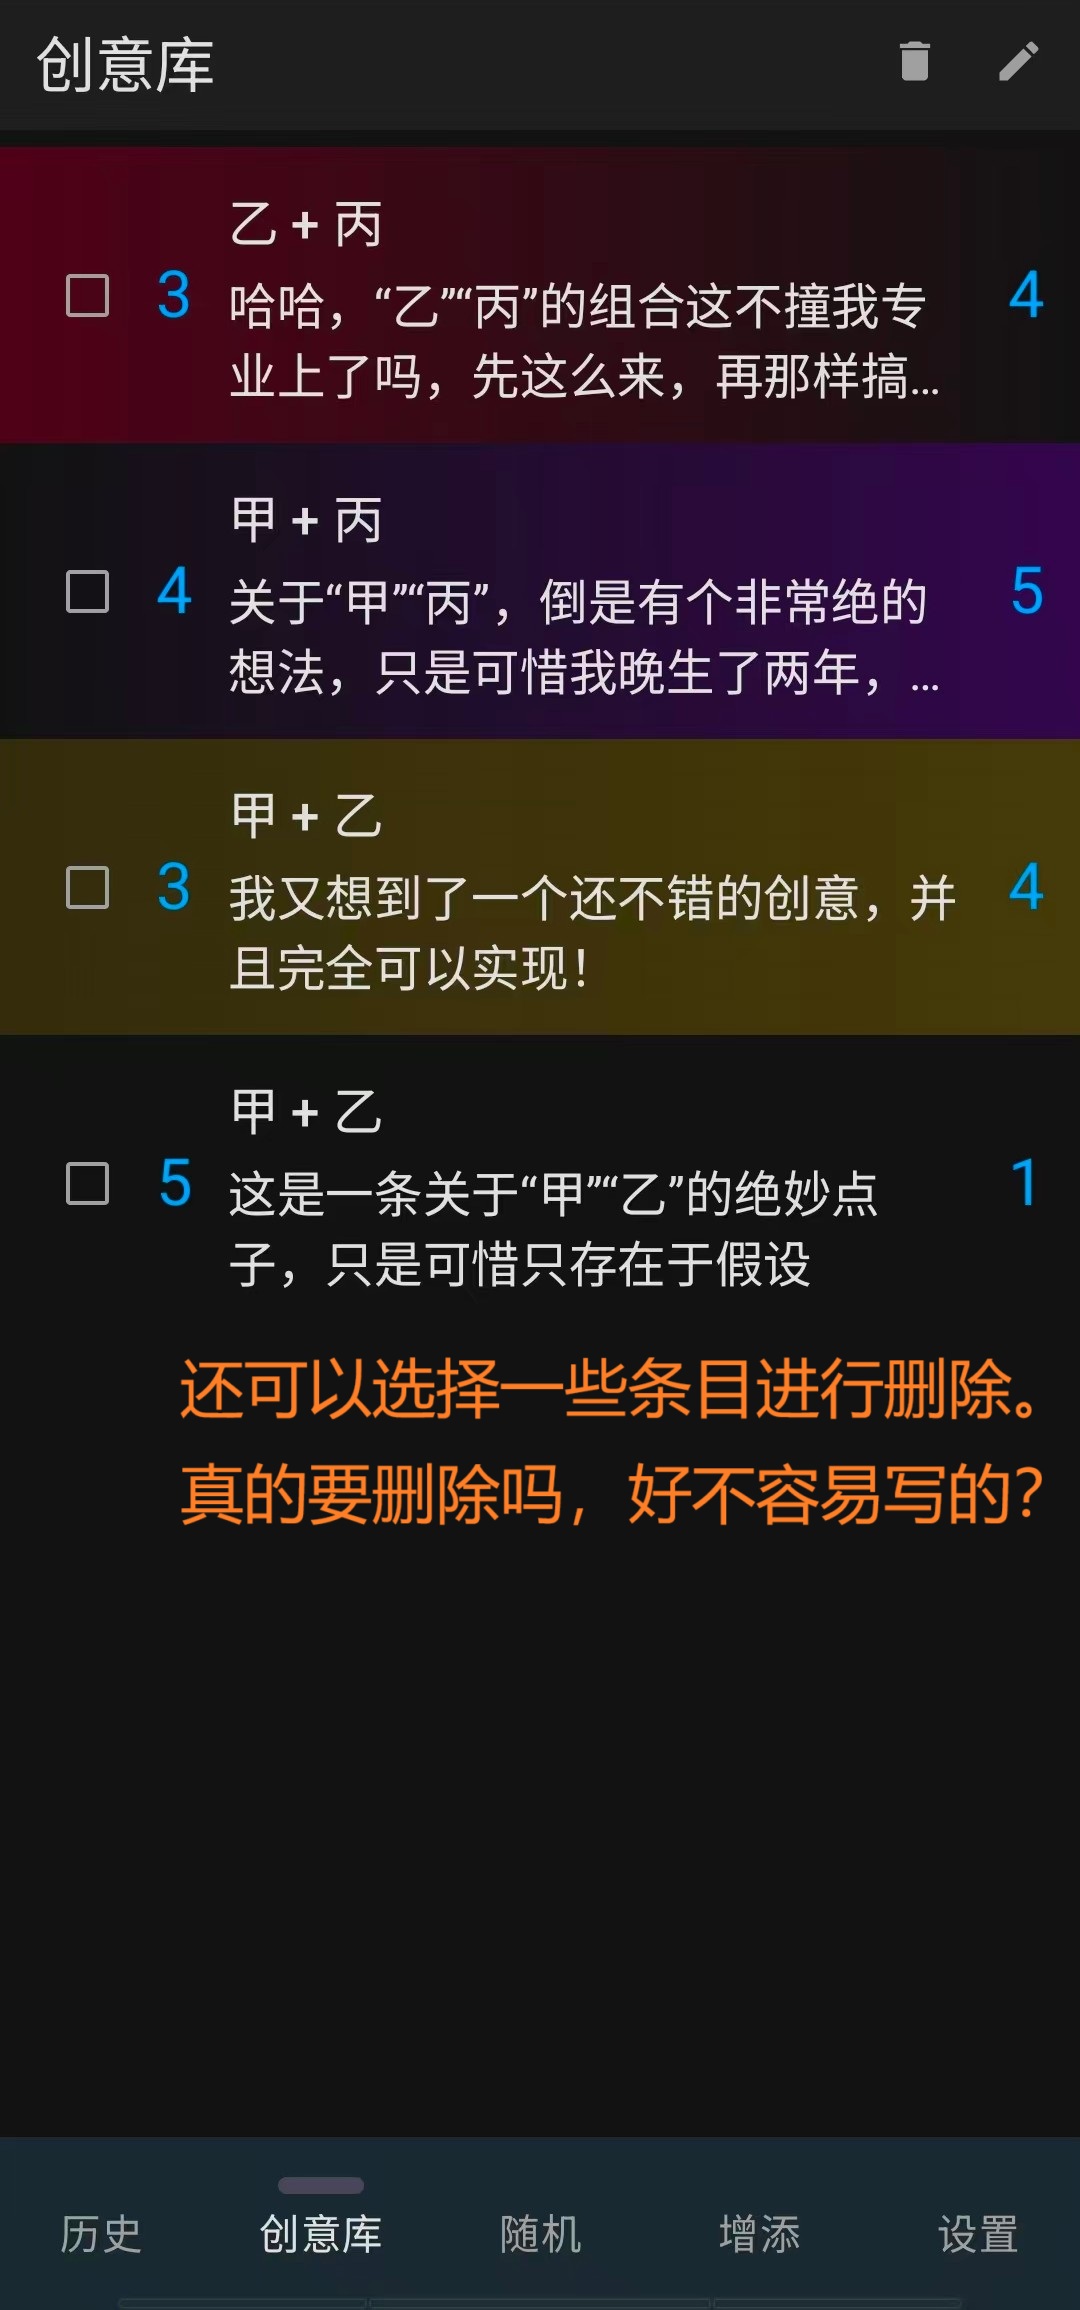 创意库
乙 + 丙
3
哈哈，“乙”“丙”的组合这不撞我专
业上了吗，先这么来，再那样搞...
4
甲 + 丙
4
关于“甲”“丙”，倒是有个非常绝的
想法，只是可惜我晚生了两年，...
5
甲 + 乙
3
我又想到了一个还不错的创意，并
且完全可以实现！
4
甲 + 乙
5
这是一条关于“甲”“乙”的绝妙点
子，只是可惜只存在于假设
1
还可以选择一些条目进行删除。
真的要删除吗，好不容易写的？
历史 创意库 随机 增添 设置